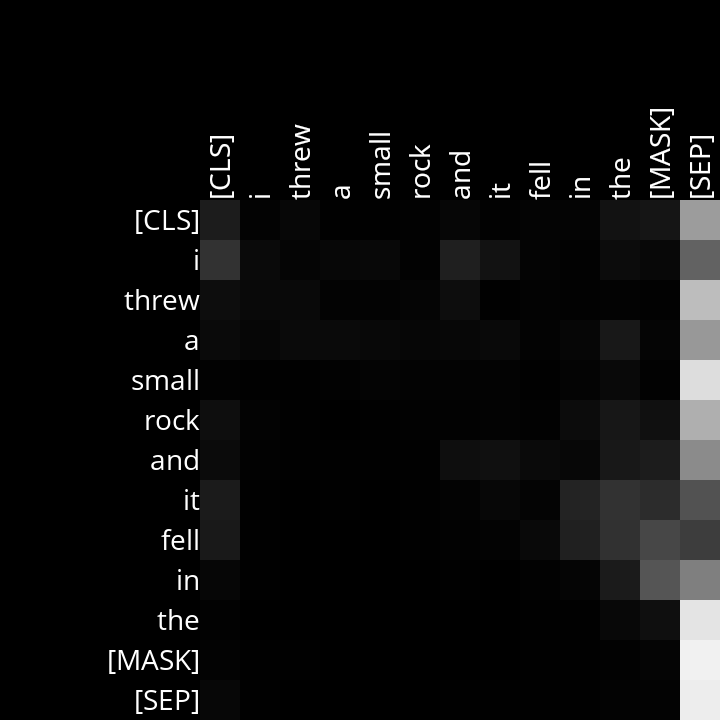 [CLS] i threw a small rock and it fell in the [MASK] [SEP]
[CLS]
i
threw
a
small
rock
and
it
fell
in
the
[MASK]
[SEP]